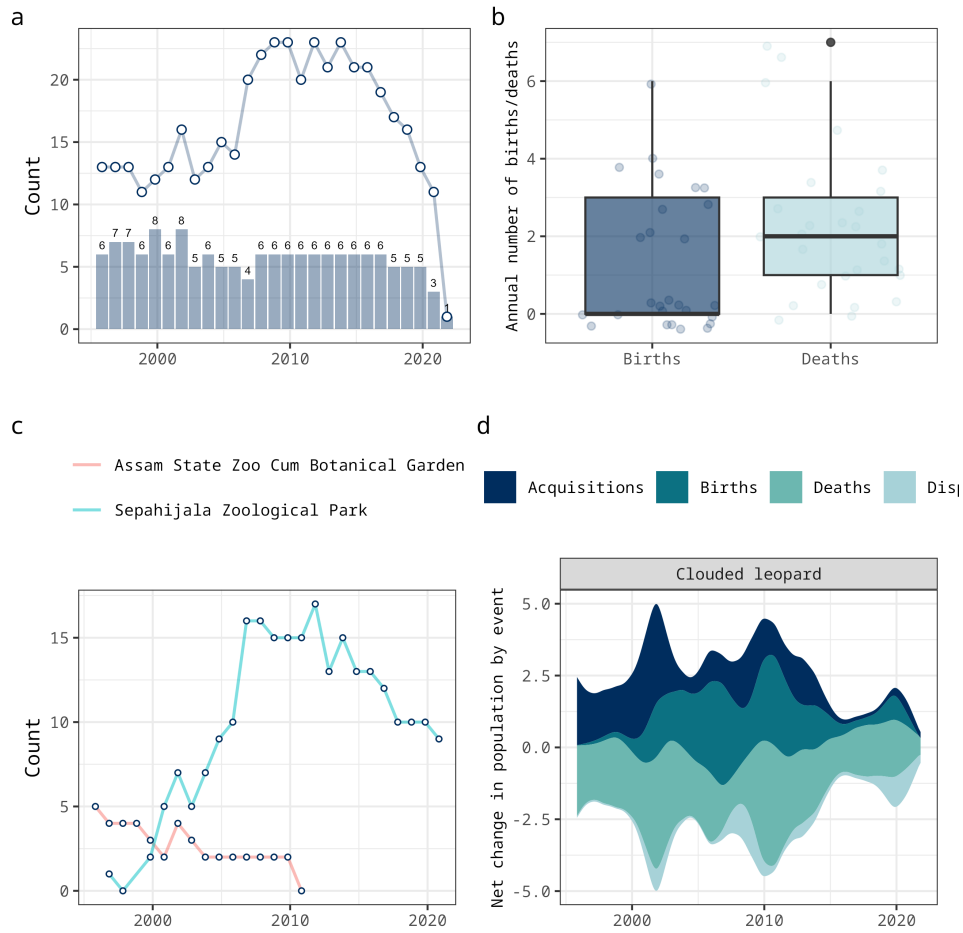 a
b
Count
20
15
10
5
0
6 7 7 6 8 6 8 5 6 5 5 4 6 6 6 6 6 6 6 6 6 6 5 5 5 3 1
2000 2010 2020
Annual number of births/deaths
6
4
2
0
Births Deaths
c
d
Assam State Zoo Cum Botanical Garden
Sepahijala Zoological Park
Acquisitions Births Deaths Disp
Count
15
10
5
0
2000 2010 2020
Clouded leopard
Net change in population by event
5.0
2.5
0.0
-2.5
-5.0
2000 2010 2020